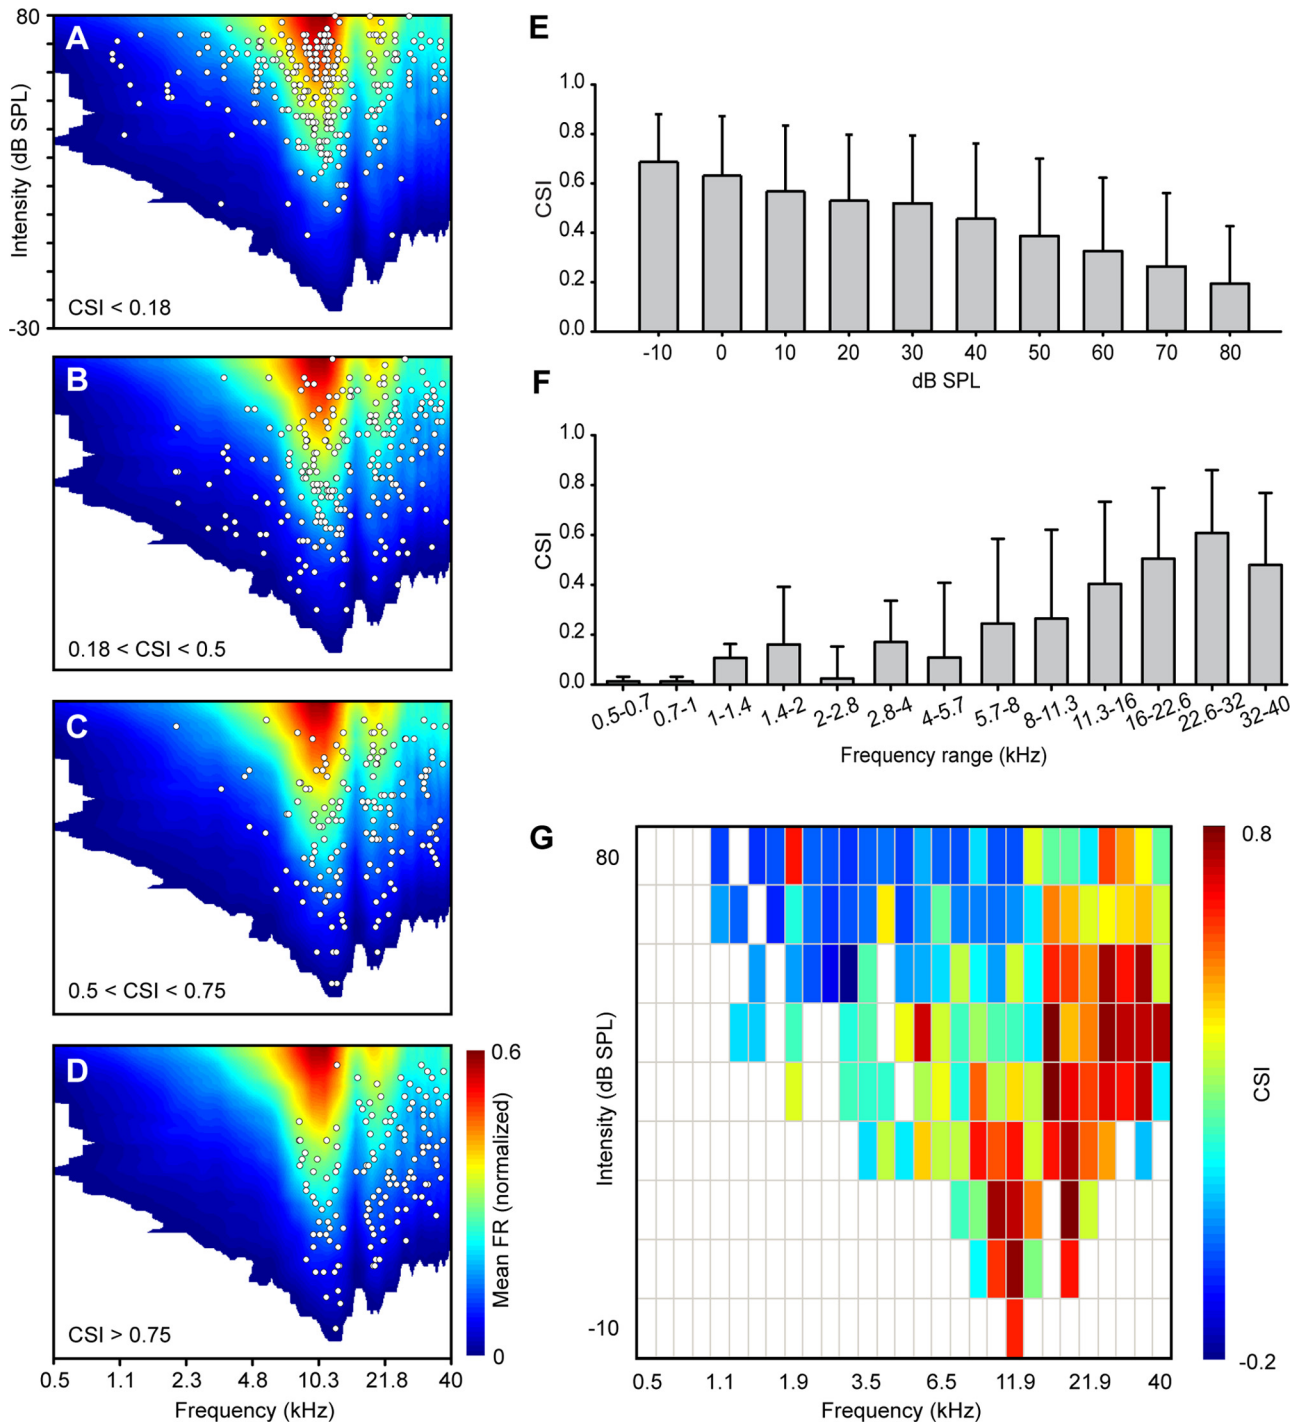 A
80
Intensity (dB SPL)
-30
CSI < 0.18
B
0.18 < CSI < 0.5
C
0.5 < CSI < 0.75
D
CSI > 0.75
0.6
Mean FR (normalized)
0
0.5 1.1 2.3 4.8 10.3 21.8 40
Frequency (kHz)
E
1.0
0.8
0.6
0.4
0.2
0.0
CSI
-10 0 10 20 30 40 50 60 70 80
dB SPL
F
1.0
0.8
0.6
0.4
0.2
0.0
CSI
0.5-0.7 0.7-1 1-1.4 1.4-2 2-2.8 2.8-4 4-5.7 5.7-8 8-11.3 11.3-16 16-22.6 22.6-32 32-40
Frequency range (kHz)
G
80
Intensity (dB SPL)
-10
0.5 1.1 1.9 3.5 6.5 11.9 21.9 40
Frequency (kHz)
0.8
CSI
-0.2